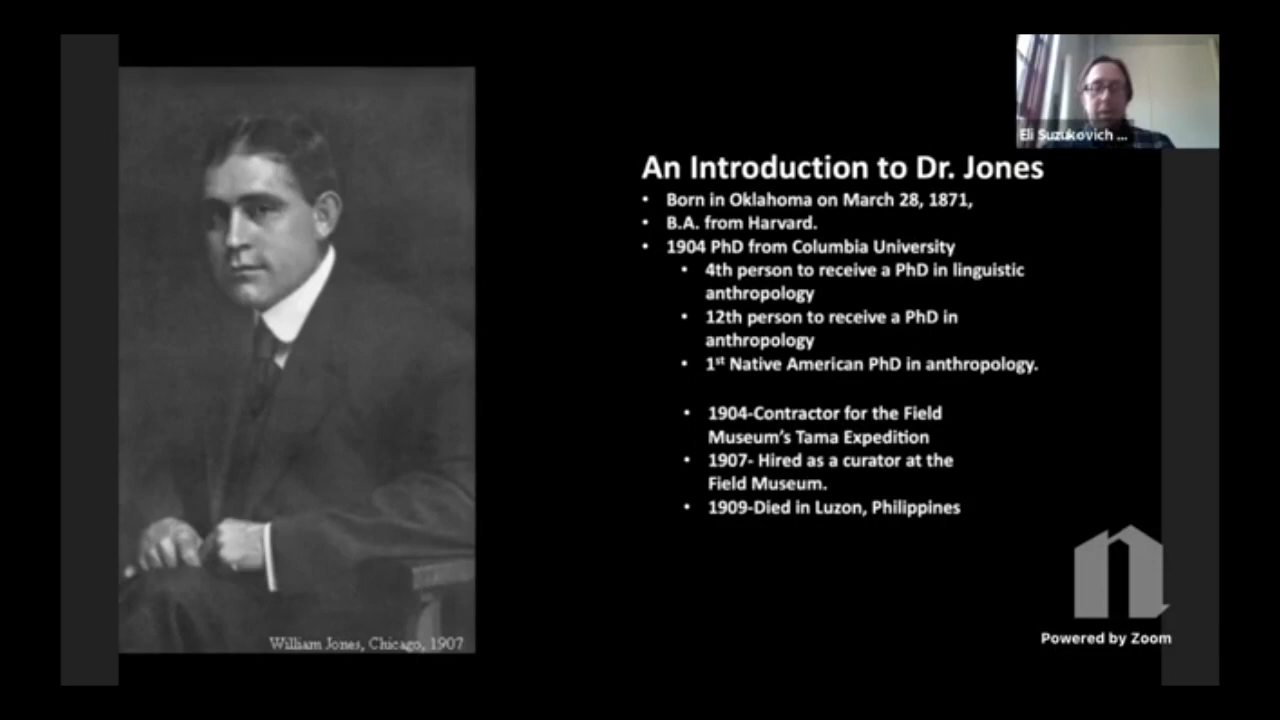 Eli Suzukovich ...
An Introduction to Dr. Jones
• Born in Oklahoma on March 28, 1871,
• B.A. from Harvard.
• 1904 PhD from Columbia University
• 4th person to receive a PhD in linguistic
anthropology
• 12th person to receive a PhD in
anthropology
• 1st Native American PhD in anthropology.
• 1904-Contractor for the Field
Museum's Tama Expedition
• 1907- Hired as a curator at the
Field Museum.
• 1909-Died in Luzon, Philippines
William Jones, Chicago, 1907
n
Powered by Zoom